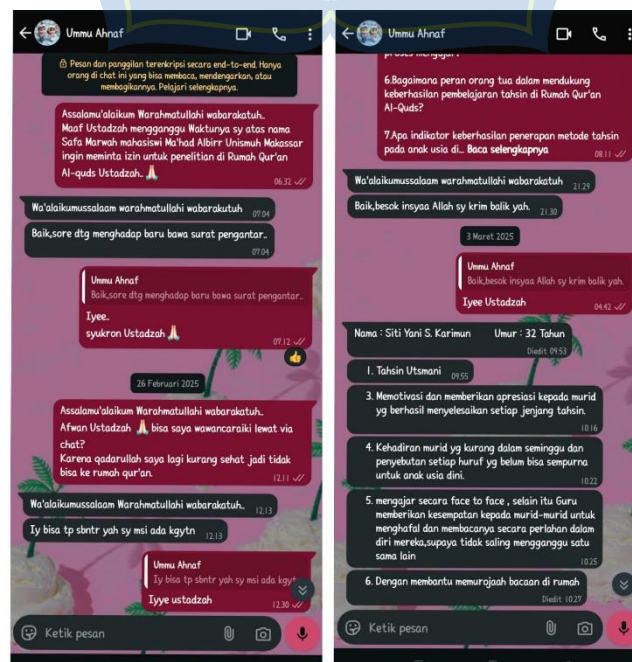 Ummu Ahnaf
Pesan dan panggilan terenkripsi secara end-to-end. Hanya
orang di chat ini yang bisa membaca, mendengarkan, atau
membagikannya. Pelajari selengkapnya.
Assalamu'alaikum Warahmatullahi wabarakatuh.
Maaf Ustadzah mengganggu Waktunya sy atas nama
Safa Marwah mahasiswi Ma'had Albirr Unismuh Makassar
ingin meminta izin untuk penelitian di Rumah Qur'an
Al-quds Ustadzah..
06.32
Wa'alaikumussalaam warahmatullahi wabarakutuh
07.04
Baik,sore dtg menghadap baru bawa surat pengantar..
07.04
Ummu Ahnaf
Baik,sore dtg menghadap baru bawa surat pengantar..
Iyee..
syukron Ustadzah
07.12
26 Februari 2025
Assalamu'alaikum Warahmatullahi wabarakatuh..
Afwan Ustadzah bisa saya wawancaraiki lewat via
chat?
Karena qadarullah saya lagi kurang sehat jadi tidak
bisa ke rumah qur'an.
12.11
Wa'alaikumussalaam Warahmatullahi wabarakatuh..
12.13
Iy bisa tp sbntr yah sy msi ada kgytn
12.13
Ummu Ahnaf
Iy bisa tp sbntr yah sy msi ada kgyt
Iyye ustadzah
12.30
Ketik pesan
Ummu Ahnaf
proses mengajar?
6.Bagaimana peran orang tua dalam mendukung
keberhasilan pembelajaran tahsin di Rumah Qur'an
Al-Quds?
7.Apa indikator keberhasilan penerapan metode tahsin
pada anak usia di... Baca selengkapnya
08.11
Wa'alaikumussalaam warahmatullahi wabarakatuh
21.29
Baik,besok insyaa Allah sy krim balik yah.
21.30
3 Maret 2025
Ummu Ahnaf
Baik,besok insyaa Allah sy krim balik yah.
Iyee Ustadzah
04.42
Nama : Siti Yani S. Karimun Umur : 32 Tahun
Diedit 09.53
1. Tahsin Utsmani
09.55
3. Memotivasi dan memberikan apresiasi kepada murid
yg berhasil menyelesaikan setiap jenjang tahsin.
10.16
4. Kehadiran murid yg kurang dalam seminggu dan
penyebutan setiap huruf yg belum bisa sempurna
untuk anak usia dini.
10.22
5. mengajar secara face to face , selain itu Guru
memberikan kesempatan kepada murid-murid untuk
menghafal dan membacanya secara perlahan dalam
diri mereka,supaya tidak saling mengganggu satu
sama lain
10.25
6. Dengan membantu memurojaah bacaan di rumah
Diedit 10.27
Ketik pesan